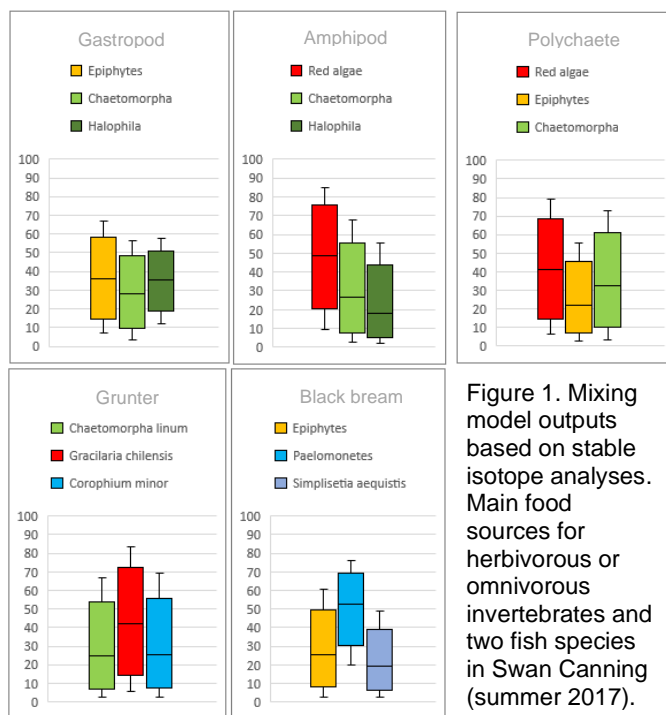 Gastropod
Epiphytes
Chaetomorpha
Halophila
100
90
80
70
60
50
40
30
20
10
0
Amphipod
Red algae
Chaetomorpha
Halophila
100
90
80
70
60
50
40
30
20
10
0
Polychaete
Red algae
Epiphytes
Chaetomorpha
100
90
80
70
60
50
40
30
20
10
0
Grunter
Chaetomorpha linum
Gracilaria chilensis
Corophium minor
100
90
80
70
60
50
40
30
20
10
0
Black bream
Epiphytes
Paelomonetes
Simplisetia aequistis
100
90
80
70
60
50
40
30
20
10
0
Figure 1. Mixing
model outputs
based on stable
isotope analyses.
Main food
sources for
herbivorous or
omnivorous
invertebrates and
two fish species
in Swan Canning
(summer 2017).